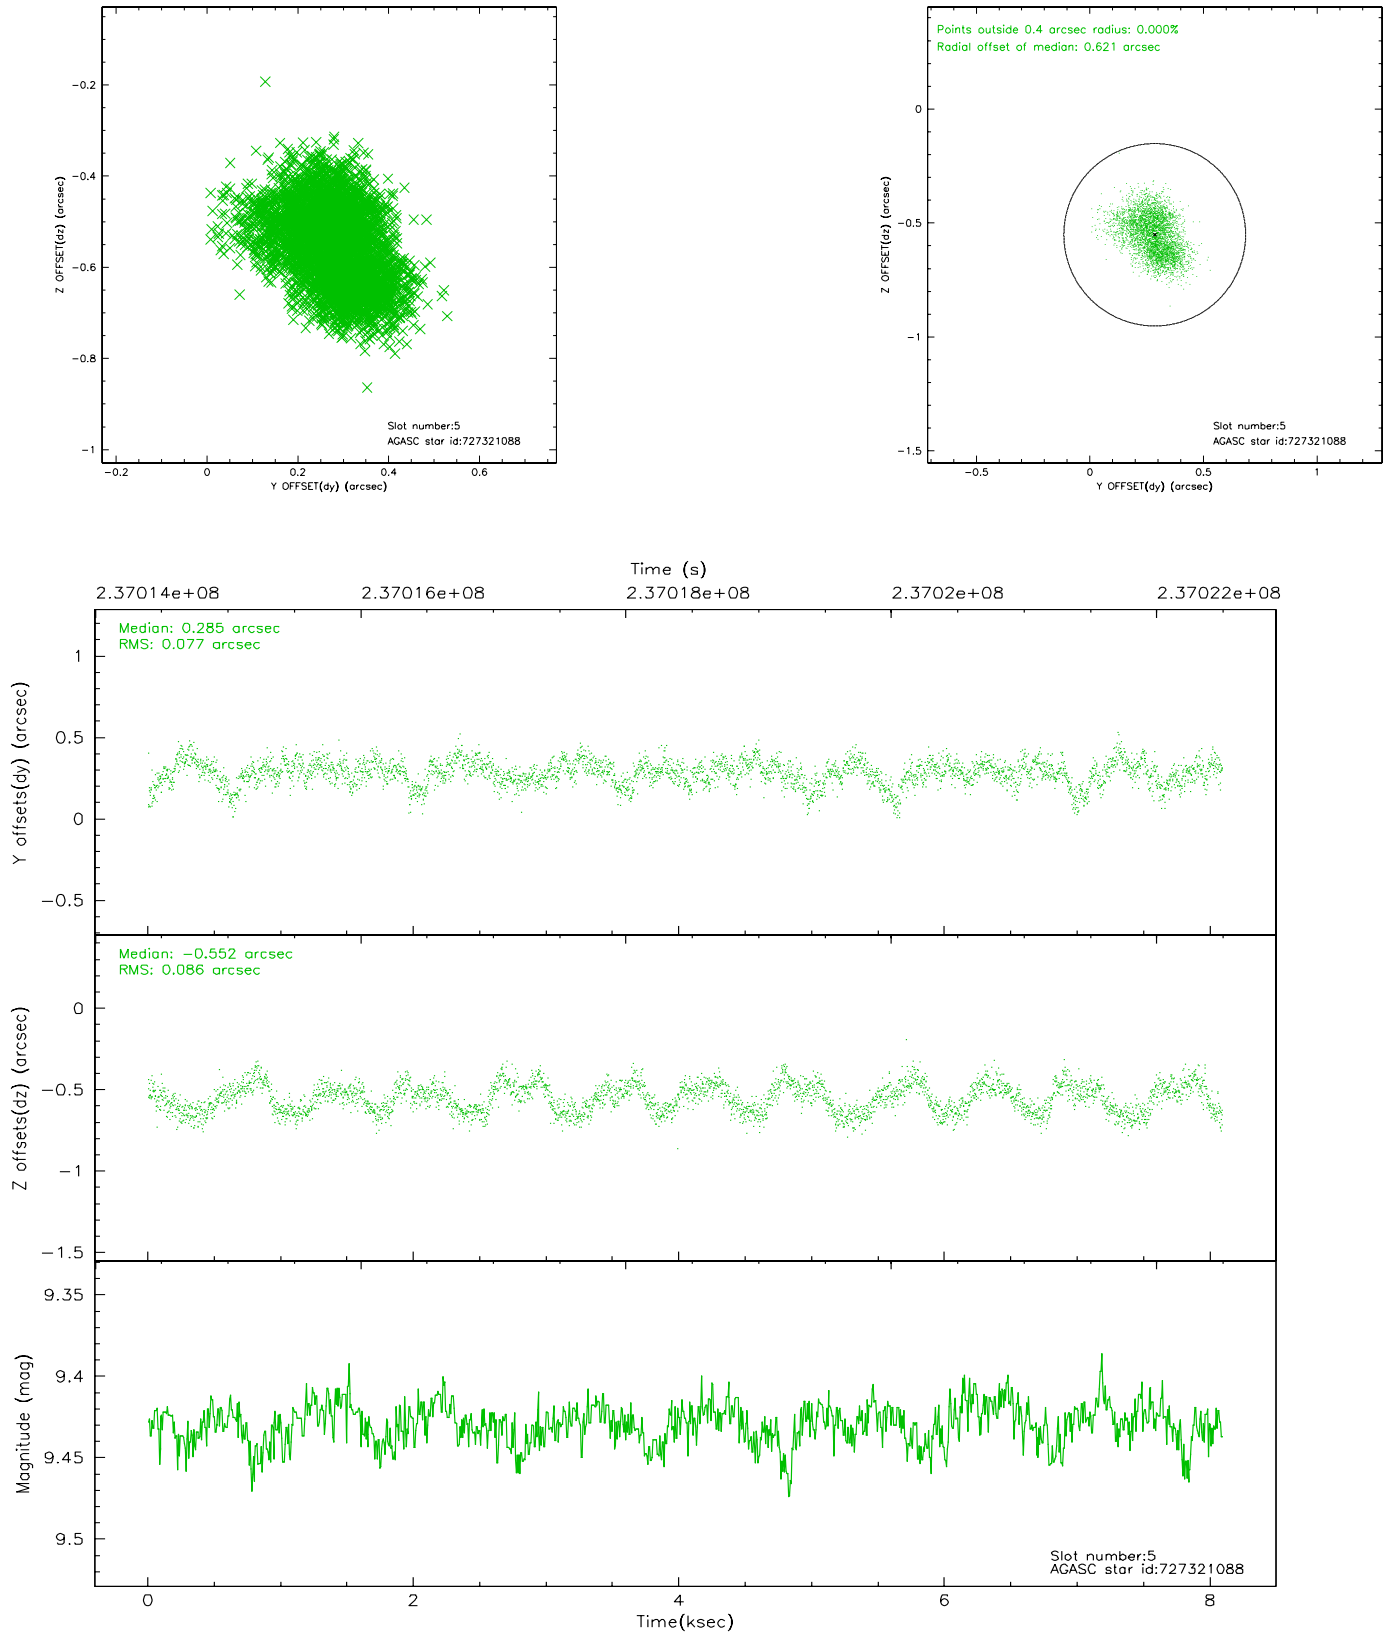 -0.2
-0.4
-0.6
-0.8
-1
Z OFFSET(dz) (arcsec)
Slot number:5
AGASC star id:727321088
-0.2 0 0.2 0.4 0.6
Y OFFSET(dy) (arcsec)
Points outside 0.4 arcsec radius: 0.000%
Radial offset of median: 0.621 arcsec
0
-0.5
-1
-1.5
Z OFFSET(dz) (arcsec)
Slot number:5
AGASC star id:727321088
-0.5 0 0.5 1
Y OFFSET(dy) (arcsec)
Time (s)
2.37014e+08 2.37016e+08 2.37018e+08 2.3702e+08 2.37022e+08
Median: 0.285 arcsec
RMS: 0.077 arcsec
1
0.5
0
-0.5
Y offsets(dy) (arcsec)
Median: -0.552 arcsec
RMS: 0.086 arcsec
0
-0.5
-1
-1.5
Z offsets(dz) (arcsec)
9.35
9.4
9.45
9.5
Magnitude (mag)
Slot number:5
AGASC star id:727321088
0 2 4 6 8
Time(ksec)